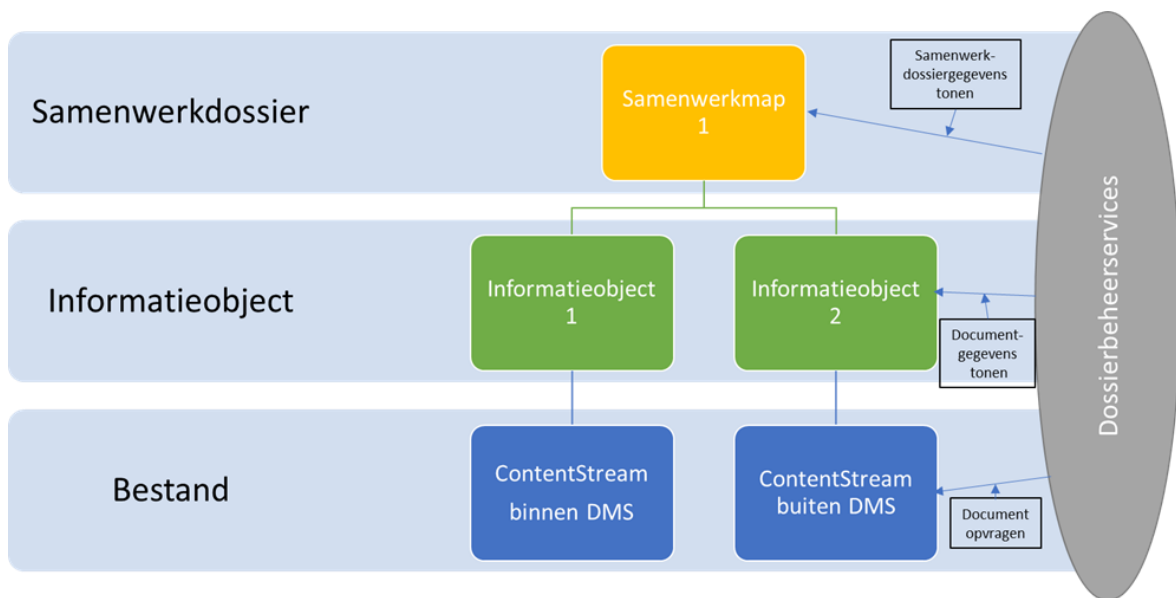 Samenwerkdossier
Samenwerkmap
1
Samenwerk-
dossiergegevens
tonen
Informatieobject
Informatieobject
1
Informatieobject
2
Document-
gegevens
tonen
Bestand
ContentStream
binnen DMS
ContentStream
buiten DMS
Document
opvragen
Dossierbeheerservices